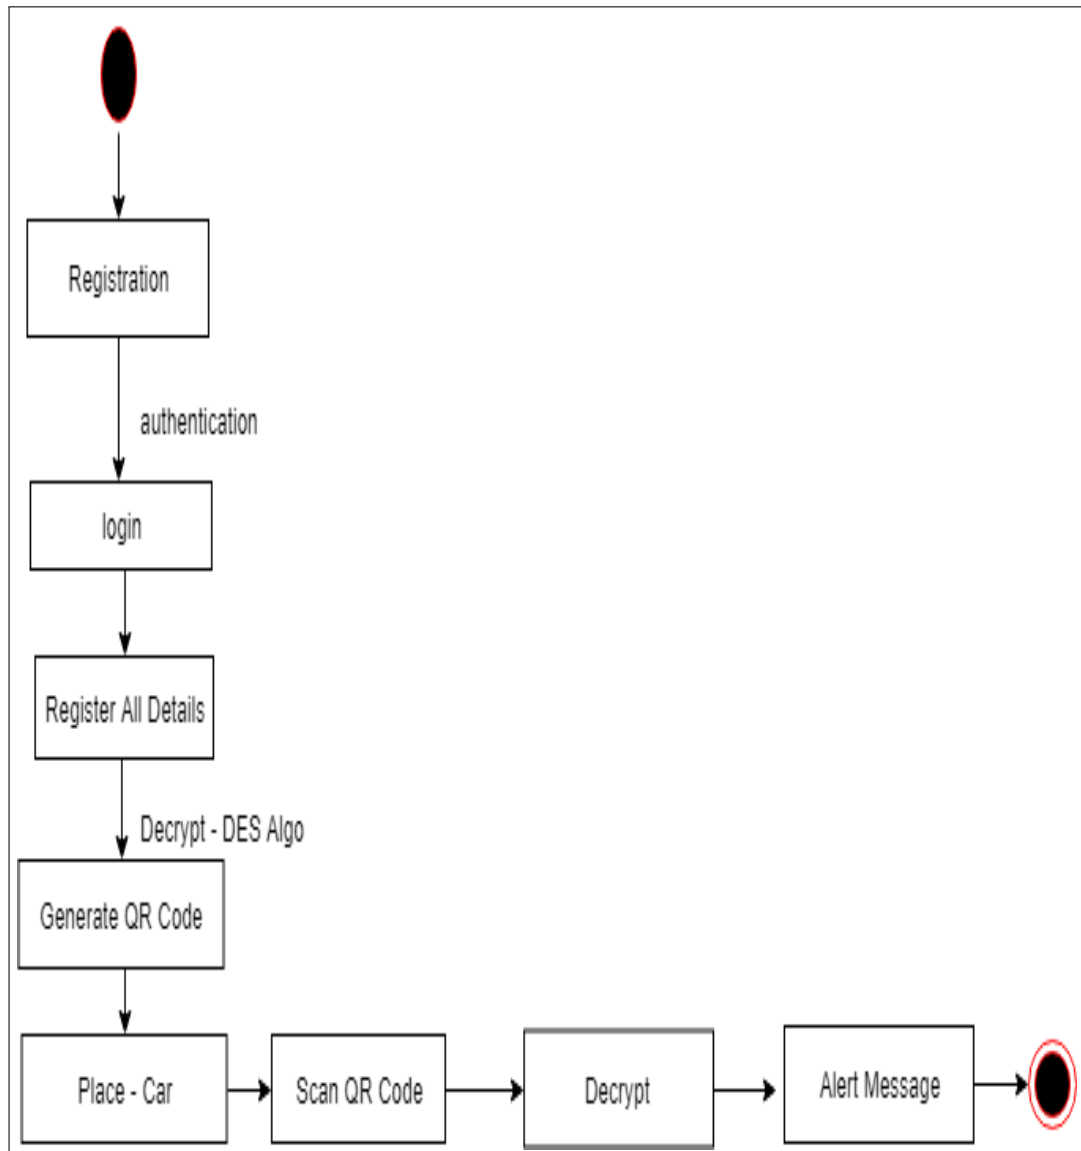 Registration
authentication
login
Register All Details
Decrypt - DES Algo
Generate QR Code
Place - Car
Scan QR Code
Decrypt
Alert Message